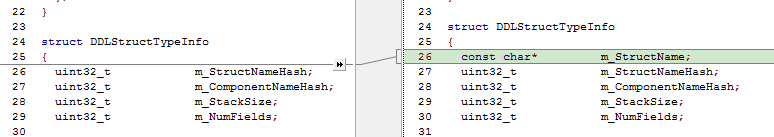 22 }
23
24 struct DDLStructTypeInfo
25 {
26 uint32_t m_StructNameHash;
27 uint32_t m_ComponentNameHash;
28 uint32_t m_StackSize;
29 uint32_t m_NumFields;
30
23
24 struct DDLStructTypeInfo
25 {
26 const char* m_StructName;
27 uint32_t m_StructNameHash;
28 uint32_t m_ComponentNameHash;
29 uint32_t m_StackSize;
30 uint32_t m_NumFields;
31